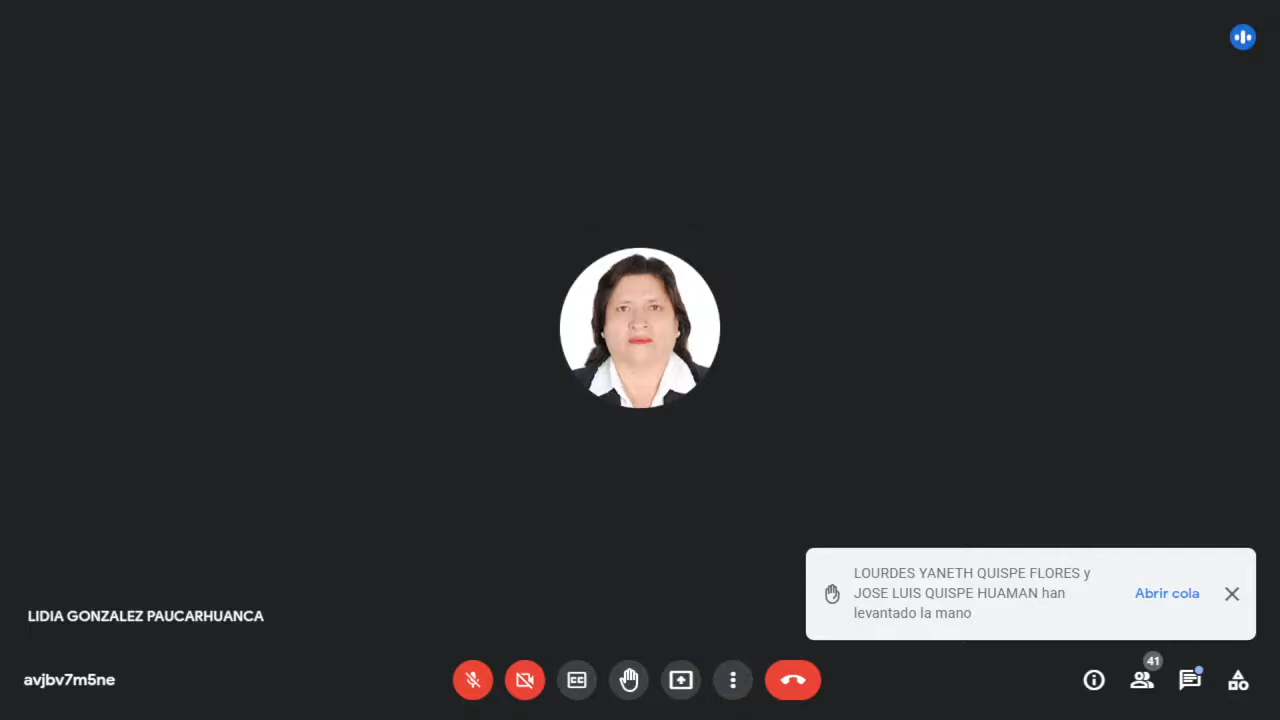 LOURDES YANETH QUISPE FLORES y
JOSE LUIS QUISPE HUAMAN han
levantado la mano
Abrir cola
LIDIA GONZALEZ PAUCARHUANCA
avjbv7m5ne
CC
41